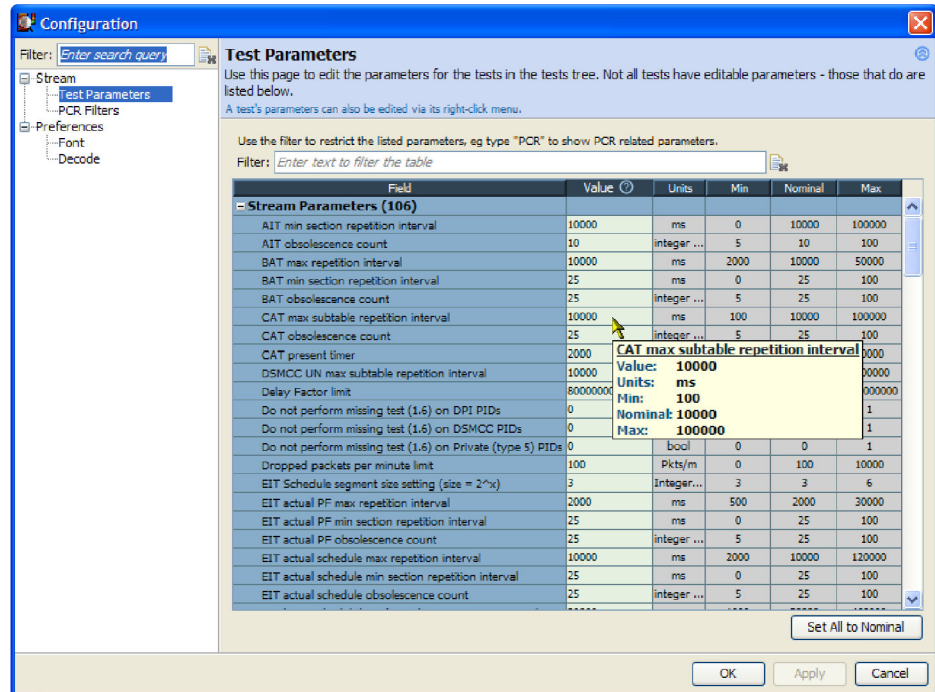 Configuration
Filter: Enter search query
Stream
Test Parameters
PCR Filters
Preferences
Font
Decode
Test Parameters
Use this page to edit the parameters for the tests in the tests tree. Not all tests have editable parameters - those that do are
listed below.
A test's parameters can also be edited via its right-click menu.
Use the filter to restrict the listed parameters, eg type "PCR" to show PCR related parameters.
Filter: Enter text to filter the table
Field Value Units Min Nominal Max
Stream Parameters (106)
AIT min section repetition interval 10000 ms 0 10000 100000
AIT obsolescence count 10 integer ... 5 10 100
BAT max repetition interval 10000 ms 2000 10000 50000
BAT min section repetition interval 25 ms 0 25 100
BAT obsolescence count 25 integer ... 5 25 100
CAT max subtable repetition interval 10000 ms 100 10000 100000
CAT obsolescence count 25 integer ... 5 25 100
CAT present timer 2000
DSMCC UN max subtable repetition interval 10000
Delay Factor limit 80000000
Do not perform missing test (1.6) on DPI PIDs 0 1
Do not perform missing test (1.6) on DSMCC PIDs 0 1
Do not perform missing test (1.6) on Private (type 5) PIDs 0 bool 0 0 1
CAT max subtable repetition interval
Value: 10000
Units: ms
Min: 100
Nominal: 10000
Max: 100000
Dropped packets per minute limit 100 Pkts/m 0 100 10000
EIT Schedule segment size setting (size = 2^x) 3 Integer... 3 3 6
EIT actual PF max repetition interval 2000 ms 500 2000 30000
EIT actual PF min section repetition interval 25 ms 0 25 100
EIT actual PF obsolescence count 25 integer ... 5 25 100
EIT actual schedule max repetition interval 10000 ms 2000 10000 120000
EIT actual schedule min section repetition interval 25 ms 0 25 100
EIT actual schedule obsolescence count 25 integer ... 5 25 100
Set All to Nominal
OK Apply Cancel